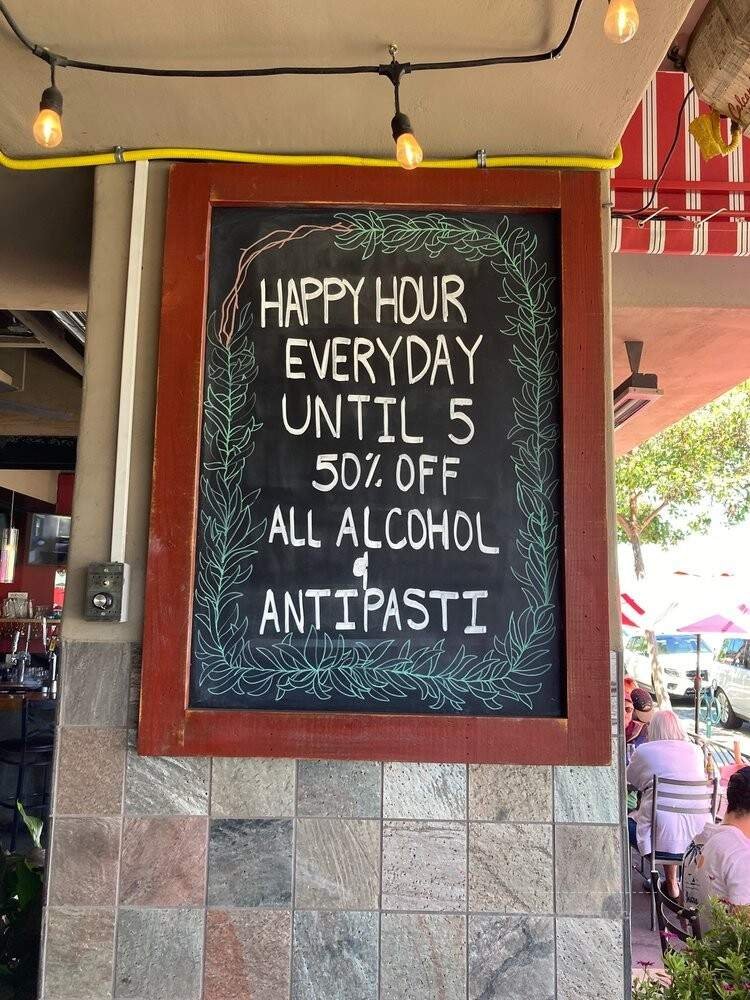 HAPPY HOUR
EVERYDAY
UNTIL 5
50% OFF
ALL ALCOHOL
&
ANTIPASTI